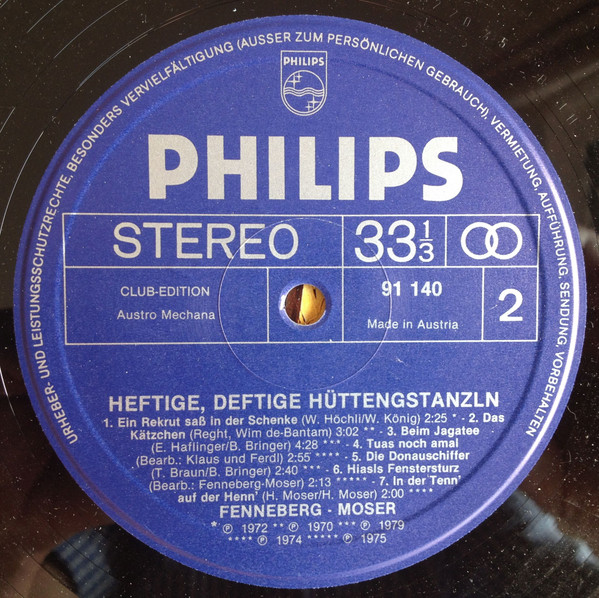 URHEBER- UND LEISTUNGSSCHUTZRECHTE, BESONDERS VERVIELFÄLTIGUNG (AUSSER ZUM PERSÖNLICHEN GEBRAUCH), VERMIETUNG, AUFFÜHRUNG, SENDUNG, VORBEHALTEN
PHILIPS
PHILIPS
STEREO 33 1/3
CLUB-EDITION 91 140 2
Austro Mechana Made in Austria
HEFTIGE, DEFTIGE HÜTTENGSTANZLN
1. Ein Rekrut saß in der Schenke (W. Höchli/W. König) 2:25 * - 2. Das
Kätzchen (Reght, Wim de-Bantam) 3:02 ** - 3. Beim Jagatee
(E. Haflinger/B. Bringer) 4:28 *** - 4. Tuas noch amal
(Bearb.: Klaus und Ferdl) 2:55 **** - 5. Die Donauschiffer
(T. Braun/B. Bringer) 2:40 *** - 6. Hiasls Fenstersturz
(Bearb.: Fenneberg-Moser) 2:13 ***** - 7. In der Tenn'
auf der Henn' (H. Moser/H. Moser) 2:00 ****
FENNEBERG - MOSER
* ℗ 1972 ** ℗ 1970 *** ℗ 1979
**** ℗ 1974 ***** ℗ 1975